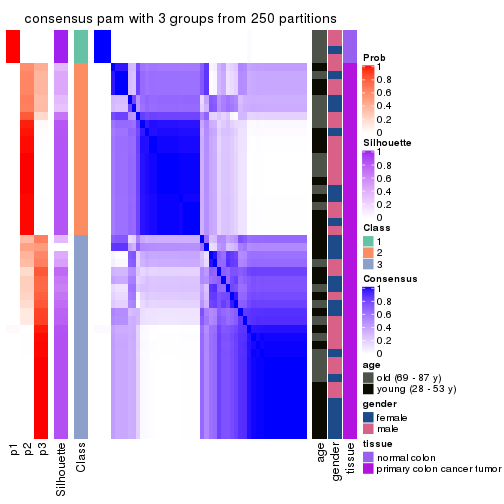 consensus pam with 3 groups from 250 partitions
Prob
1
0.8
0.6
0.4
0.2
0
Silhouette
1
0.8
0.6
0.4
0.2
0
Class
1
2
3
Consensus
1
0.8
0.6
0.4
0.2
0
age
old (69 - 87 y)
young (28 - 53 y)
gender
female
male
tissue
normal colon
primary colon cancer tumor
p1
p2
p3
Silhouette
Class
age
gender
tissue